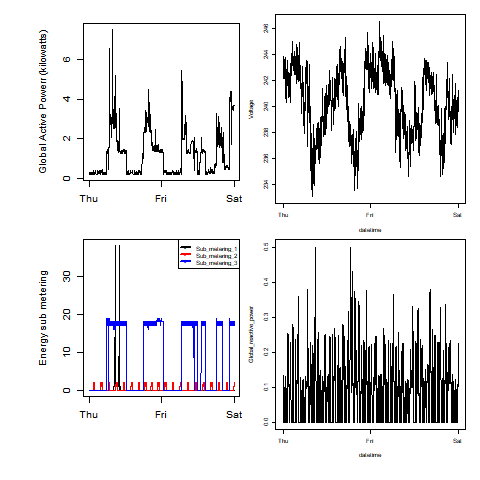 Global Active Powerr (kilowatts)
6
4
2
0
Thu
Fri
Sat
Voltage
246
244
242
240
238
236
234
Thu
Fri
Sat
datetime
Energy sub metering
30
20
10
0
Sub_metering_1
Sub_metering_2
Sub_metering_3
Thu
Fri
Sat
Global_reactive_power
0.5
0.4
0.3
0.2
0.1
0.0
Thu
Fri
Sat
datetime